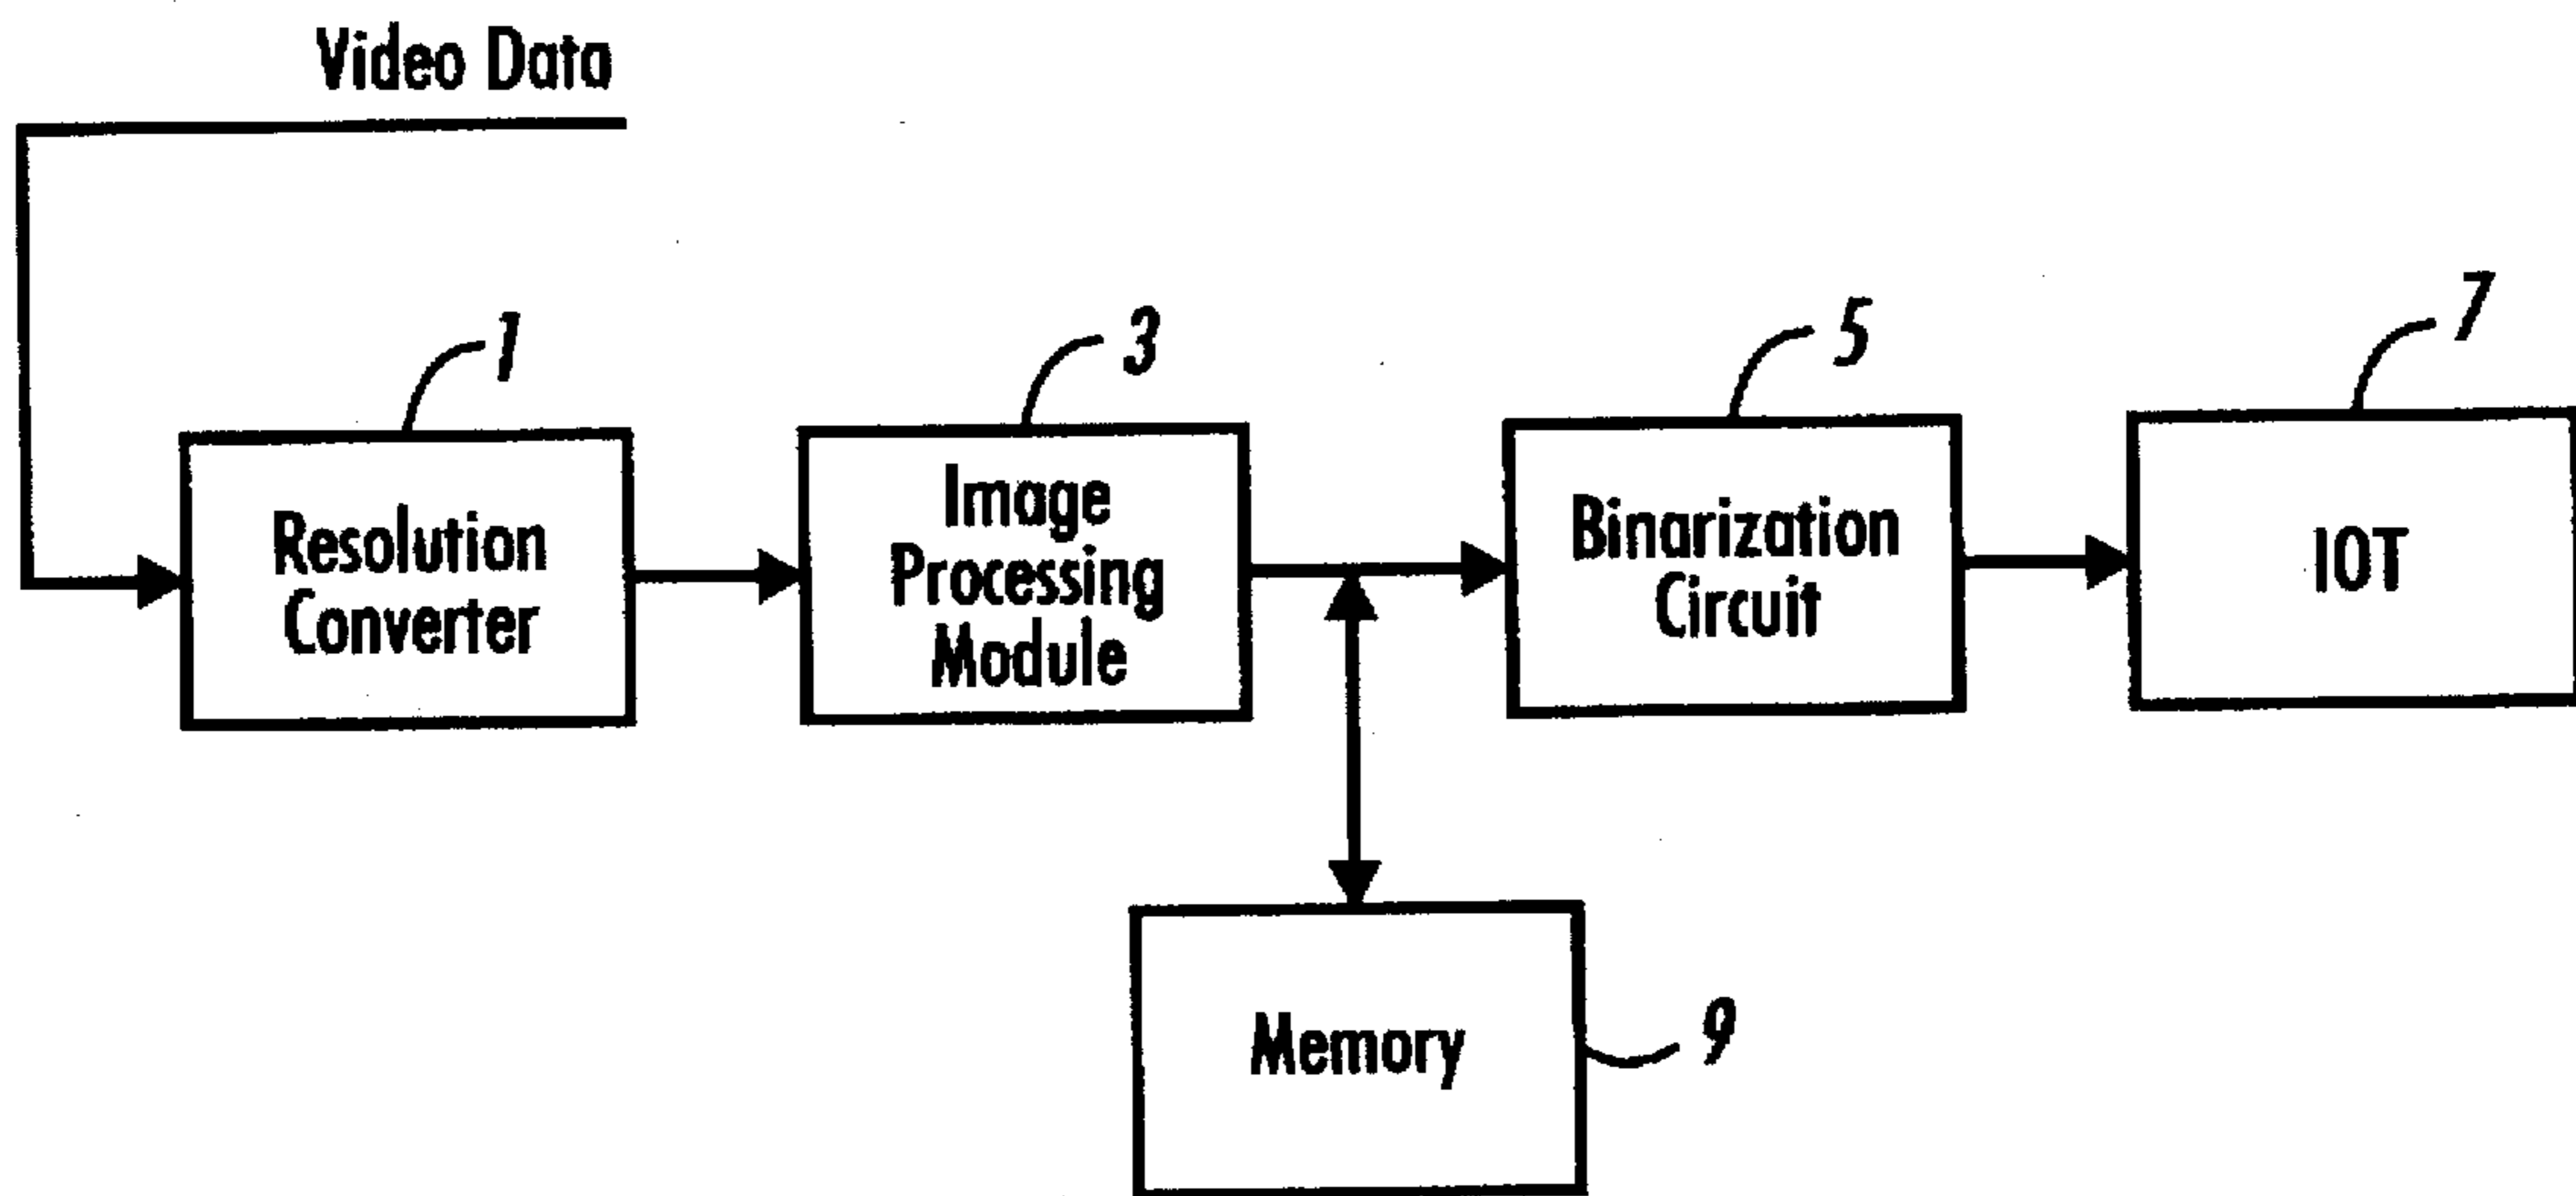 Video Data
1
3
5
7
Resolution
Converter
Image
Processing
Module
Binarization
Circuit
IOT
Memory
9